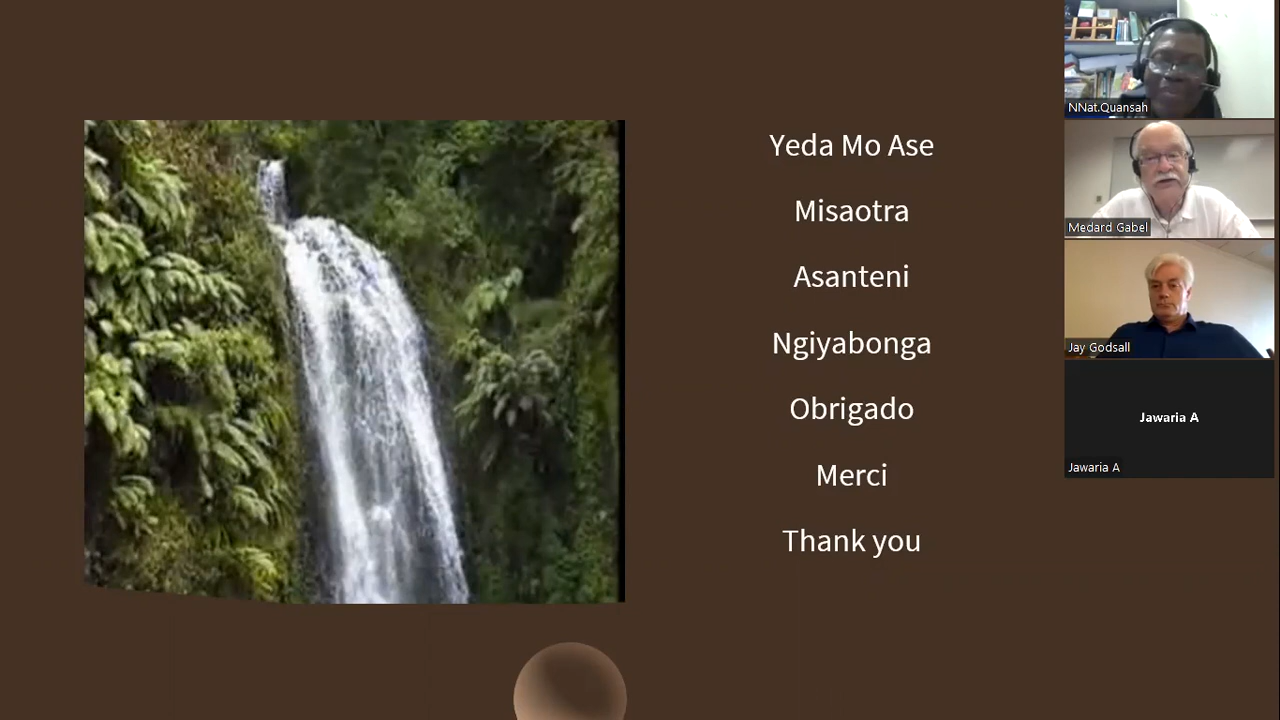 Yeda Mo Ase
Misaotra
Asanteni
Ngiyabonga
Obrigado
Merci
Thank you
NNat.Quansah
Medard Gabel
Jay Godsall
Jawaria A
Jawaria A